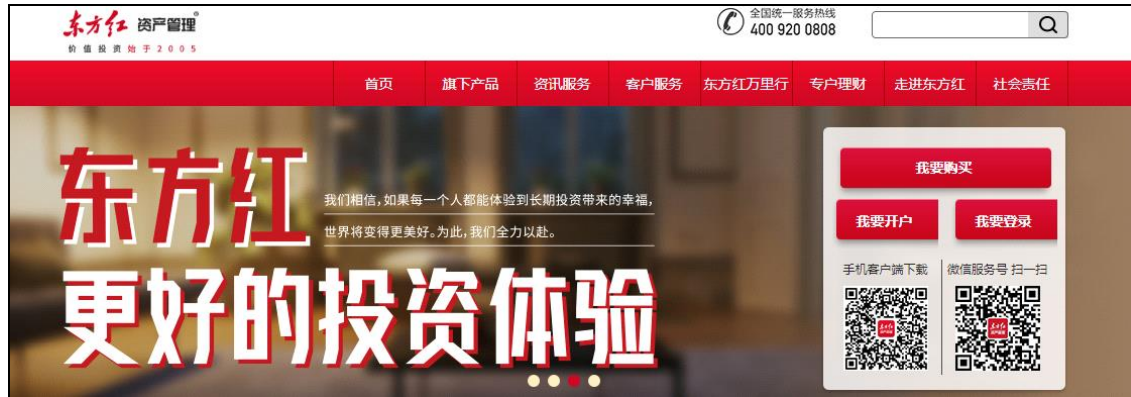 东方红 资产管理
价值投资 始于2005
全国统一服务热线
400 920 0808
首页 旗下产品 资讯服务 客户服务 东方红万里行 专户理财 走进东方红 社会责任
东方红
我们相信,如果每一个人都能体验到长期投资带来的幸福,
世界将变得更美好。为此,我们全力以赴。
更好的投资体验
我要购买
我要开户 我要登录
手机客户端下载 微信服务号 扫一扫